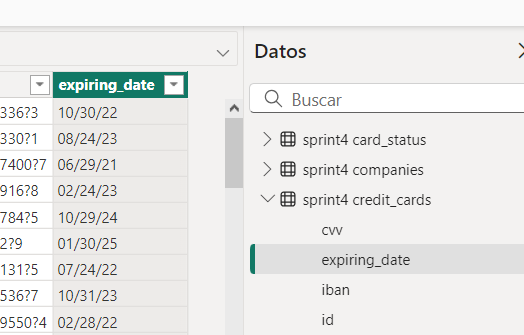 expiring_date
336?3 10/30/22
330?1 08/24/23
7400?7 06/29/21
916?8 02/24/23
784?5 10/29/24
2?9 01/30/25
131?5 07/24/22
536?7 10/31/23
9550?4 02/28/22
Datos
Buscar
sprint4 card_status
sprint4 companies
sprint4 credit_cards
cvv
expiring_date
iban
id